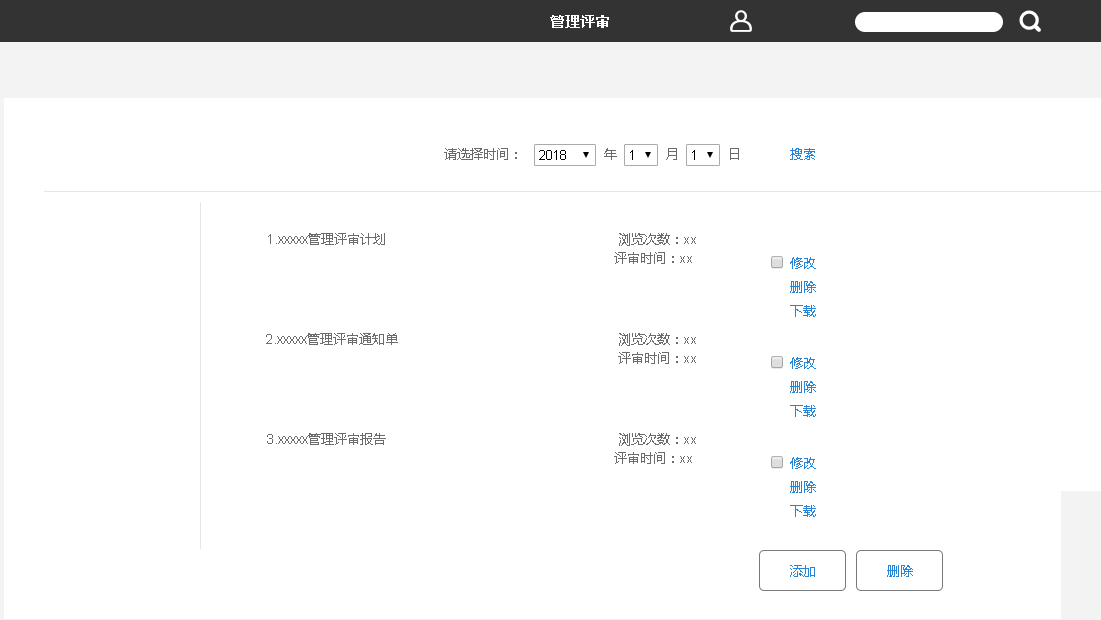 管理评审
请选择时间： 2018 年 1 月 1 日 搜索
1.xxxxx管理评审计划 浏览次数：xx
评审时间：xx
修改
删除
下载
2.xxxxx管理评审通知单 浏览次数：xx
评审时间：xx
修改
删除
下载
3.xxxxx管理评审报告 浏览次数：xx
评审时间：xx
修改
删除
下载
添加 删除